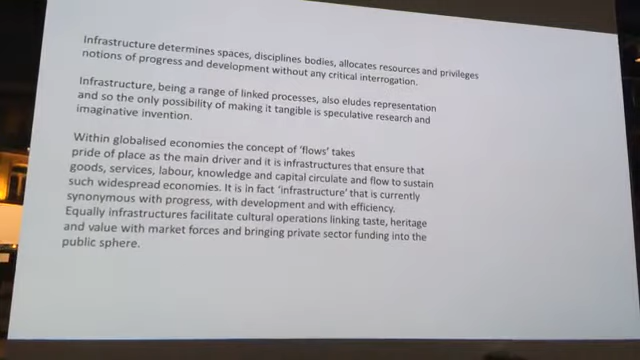 Infrastructure determines spaces, disciplines bodies, allocates resources and privileges
notions of progress and development without any critical interrogation.
Infrastructure, being a range of linked processes, also eludes representation
and so the only possibility of making it tangible is speculative research and
imaginative invention.
Within globalised economies the concept of 'flows' takes
pride of place as the main driver and it is infrastructures that ensure that
goods, services, labour, knowledge and capital circulate and flow to sustain
such widespread economies. It is in fact 'infrastructure' that is currently
synonymous with progress, with development and with efficiency.
Equally infrastructures facilitate cultural operations linking taste, heritage
and value with market forces and bringing private sector funding into the
public sphere.